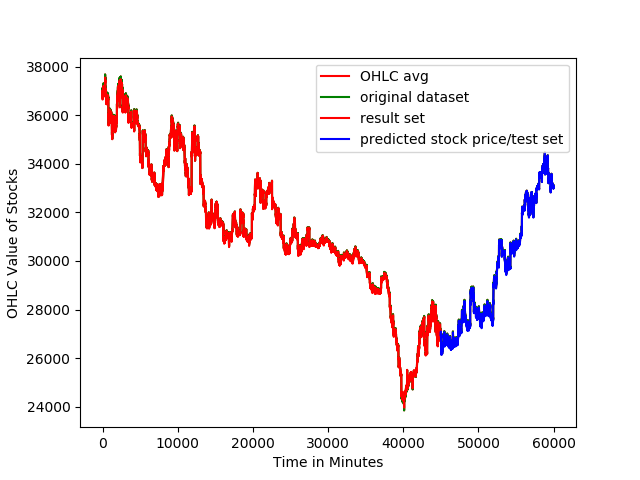 OHLC avg
original dataset
result set
predicted stock price/test set
OHLC Value of Stocks
38000
36000
34000
32000
30000
28000
26000
24000
0 10000 20000 30000 40000 50000 60000
Time in Minutes